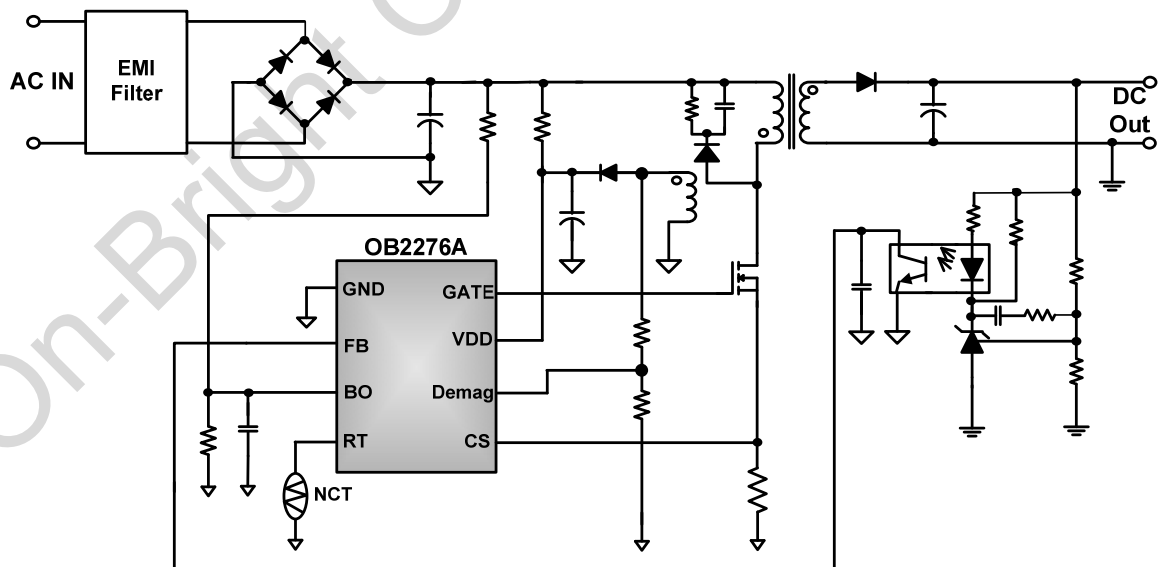 On-Bright C
AC IN
EMI
Filter
DC
Out
OB2276A
GND
GATE
FB
VDD
BO
Demag
RT
CS
NCT